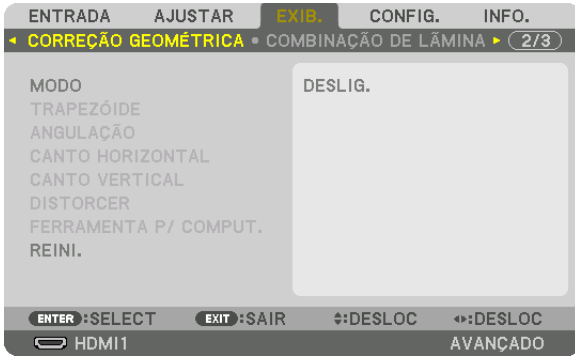 ENTRADA AJUSTAR EXIB. CONFIG. INFO.
◄ CORREÇÃO GEOMÉTRICA • COMBINAÇÃO DE LÃMINA ► 2/3
MODO DESLIG.
TRAPEZÓIDE
ANGULAÇÃO
CANTO HORIZONTAL
CANTO VERTICAL
DISTORCER
FERRAMENTA P/ COMPUT.
REINI.
ENTER :SELECT EXIT :SAIR :DESLOC :DESLOC
HDMI1 AVANÇADO